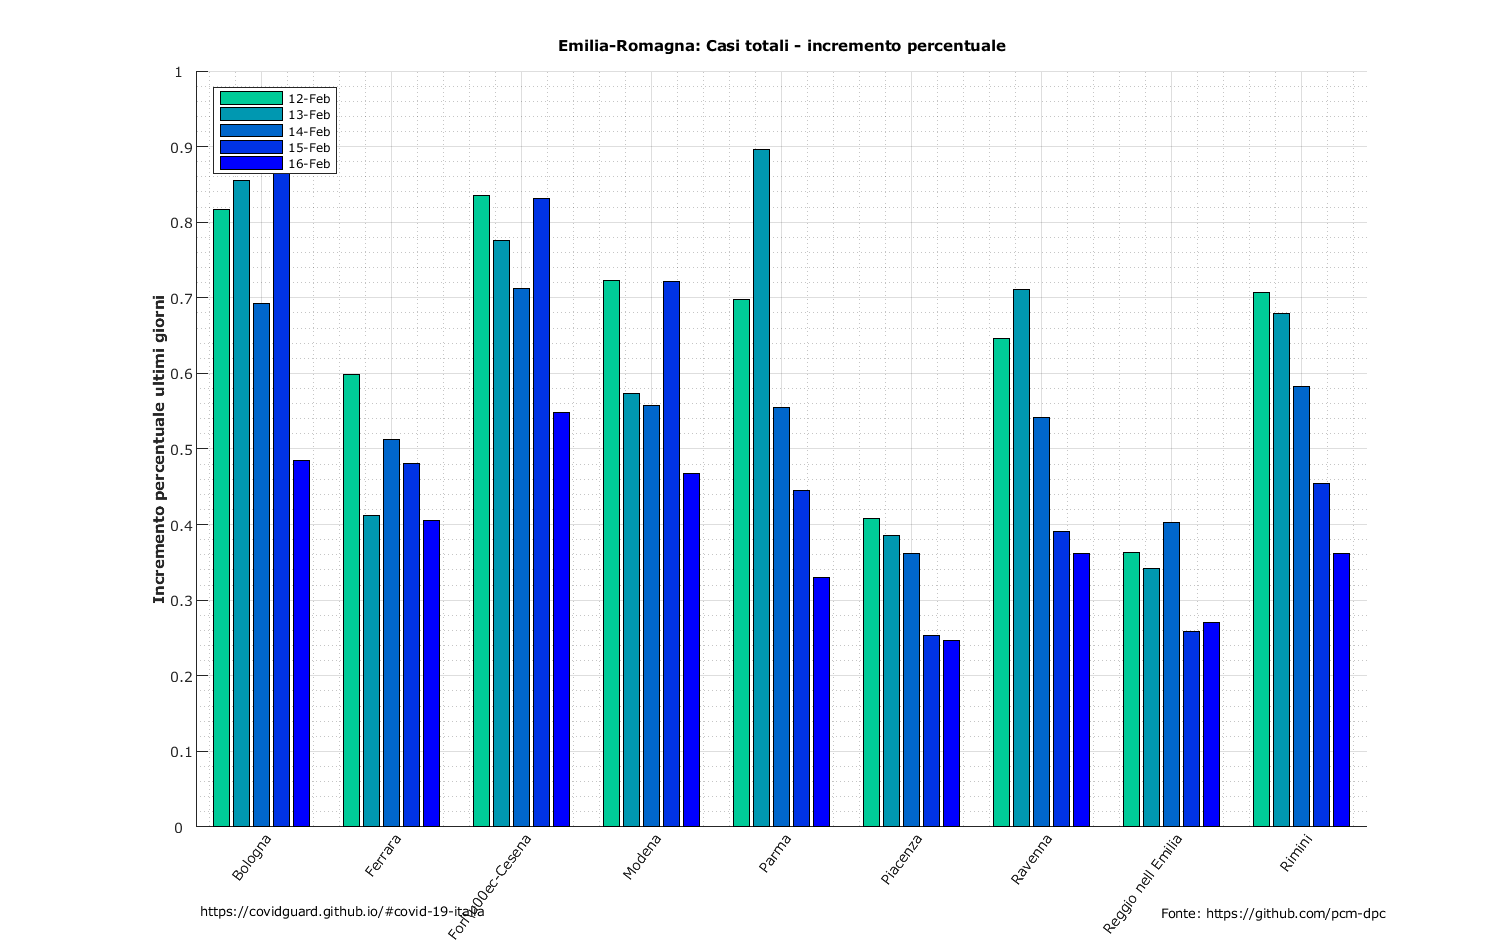 Emilia-Romagna: Casi totali - incremento percentuale
Incremento percentuale ultimi giorni
1
0.9
0.8
0.7
0.6
0.5
0.4
0.3
0.2
0.1
0
12-Feb
13-Feb
14-Feb
15-Feb
16-Feb
Bologna
Ferrara
Forl\u00ec-Cesena
Modena
Parma
Piacenza
Ravenna
Reggio nell Emilia
Rimini
https://covidguard.github.io/#covid-19-italia
Fonte: https://github.com/pcm-dpc